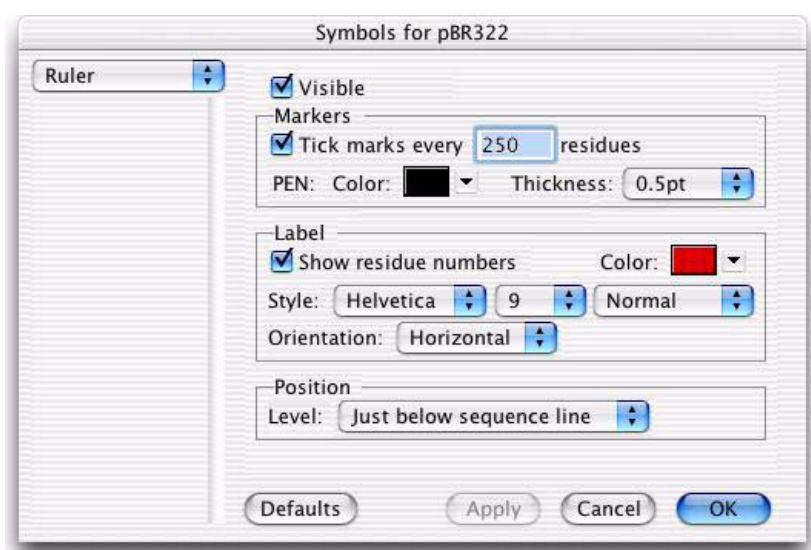 Symbols for pBR322
Ruler
Visible
Markers
Tick marks every 250 residues
PEN: Color: Thickness: 0.5pt
Label
Show residue numbers Color:
Style: Helvetica 9 Normal
Orientation: Horizontal
Position
Level: Just below sequence line
Defaults Apply Cancel OK